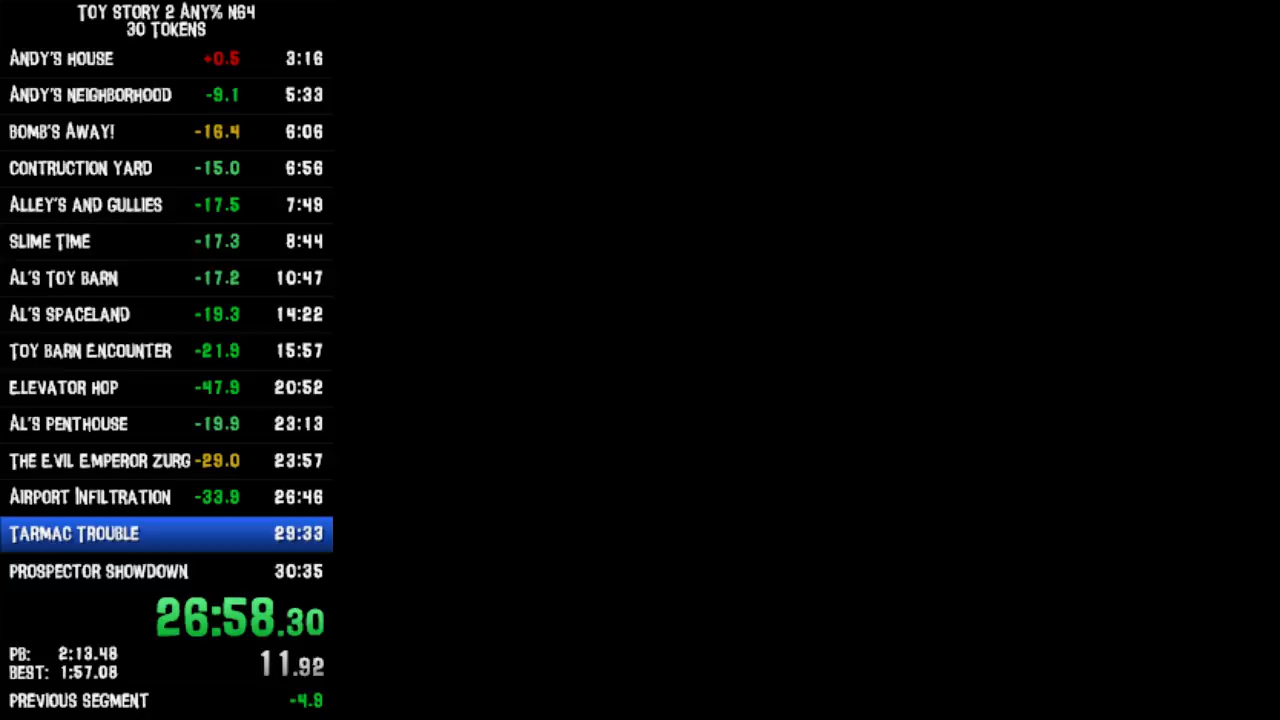 TOY STORY 2 ANY% N64
30 TOKENS
ANDY'S HOUSE +0.5 3:16
ANDY'S NEIGHBORHOOD -9.1 5:33
BOMB'S AWAY! -16.4 6:06
CONTRUCTION YARD -15.0 6:56
ALLEY'S AND GULLIES -17.5 7:49
SLIME TIME -17.3 8:44
AL'S TOY BARN -17.2 10:47
AL'S SPACELAND -19.3 14:22
TOY BARN ENCOUNTER -21.9 15:57
ELEVATOR HOP -47.9 20:52
AL'S PENTHOUSE -19.9 23:13
THE EVIL EMPEROR ZURG -29.0 23:57
AIRPORT INFILTRATION -33.9 26:46
TARMAC TROUBLE 29:33
PROSPECTOR SHOWDOWN 30:35
26:58.30
PB: 2:13.48
BEST: 1:57.08
11.92
PREVIOUS SEGMENT -4.9